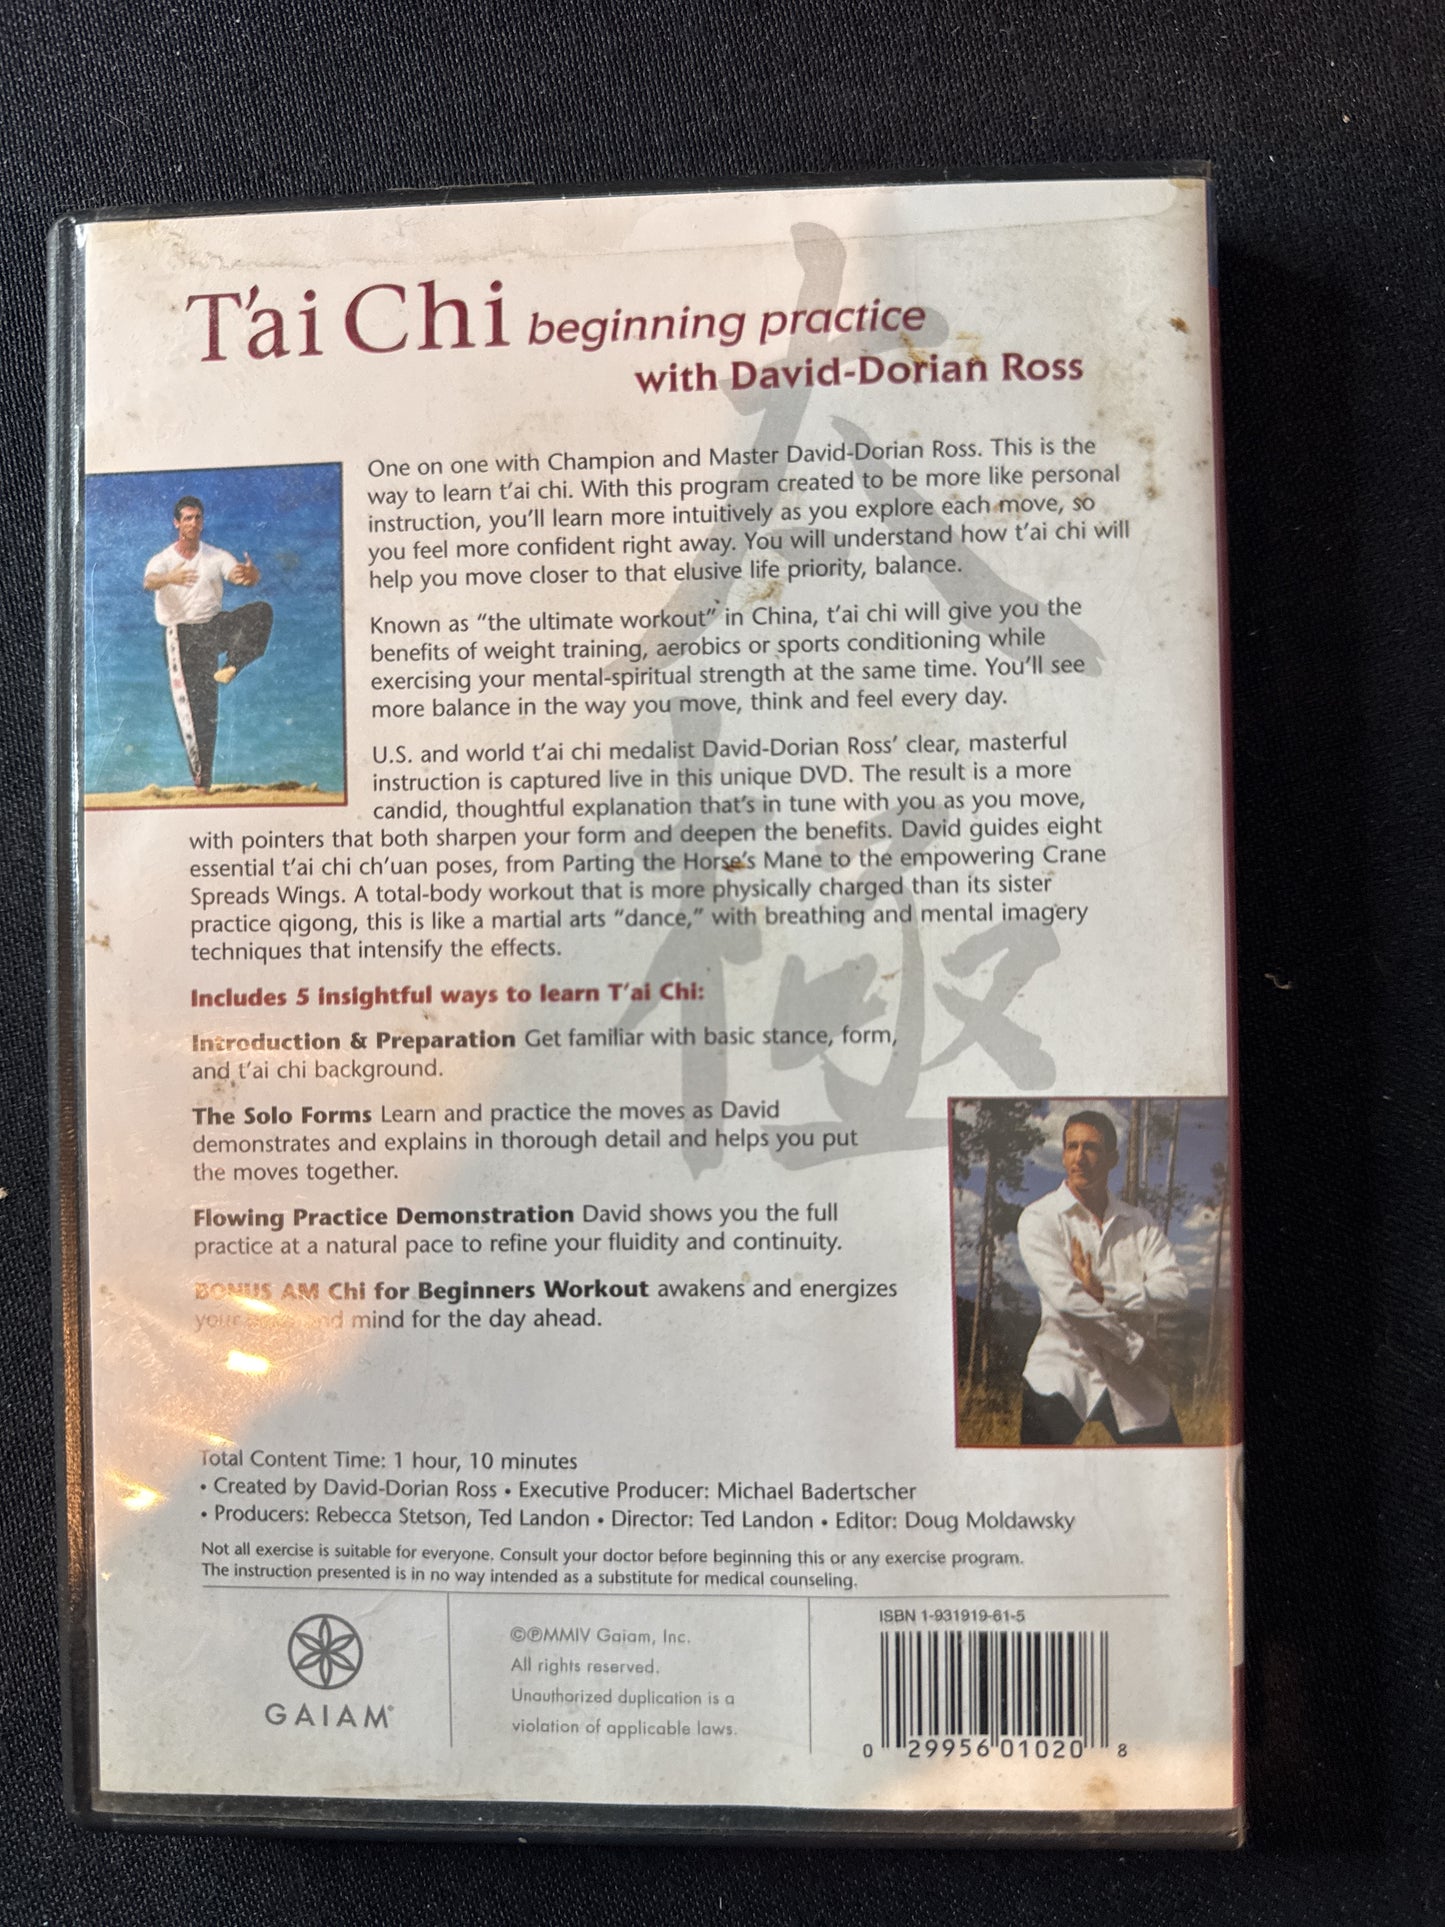 T'ai Chi beginning practice
with David-Dorian Ross
One on one with Champion and Master David-Dorian Ross. This is the
way to learn t'ai chi. With this program created to be more like personal
instruction, you'll learn more intuitively as you explore each move, so
you feel more confident right away. You will understand how t'ai chi will
help you move closer to that elusive life priority, balance.
Known as "the ultimate workout" in China, t'ai chi will give you the
benefits of weight training, aerobics or sports conditioning while
exercising your mental-spiritual strength at the same time. You'll see
more balance in the way you move, think and feel every day.
U.S. and world t'ai chi medalist David-Dorian Ross' clear, masterful
instruction is captured live in this unique DVD. The result is a more
candid, thoughtful explanation that's in tune with you as you move,
with pointers that both sharpen your form and deepen the benefits. David guides eight
essential t'ai chi ch'uan poses, from Parting the Horse's Mane to the empowering Crane
Spreads Wings. A total-body workout that is more physically charged than its sister
practice qigong, this is like a martial arts "dance," with breathing and mental imagery
techniques that intensify the effects.
Includes 5 insightful ways to learn T'ai Chi:
Introduction & Preparation Get familiar with basic stance, form,
and t'ai chi background.
The Solo Forms Learn and practice the moves as David
demonstrates and explains in thorough detail and helps you put
the moves together.
Flowing Practice Demonstration David shows you the full
practice at a natural pace to refine your fluidity and continuity.
BONUS AM Chi for Beginners Workout awakens and energizes
your mind for the day ahead.
Total Content Time: 1 hour, 10 minutes
• Created by David-Dorian Ross • Executive Producer: Michael Badertscher
• Producers: Rebecca Stetson, Ted Landon • Director: Ted Landon • Editor: Doug Moldawsky
Not all exercise is suitable for everyone. Consult your doctor before beginning this or any exercise program.
The instruction presented is in no way intended as a substitute for medical counseling.
GAIAM®
©℗MMIV Gaiam, Inc.
All rights reserved.
Unauthorized duplication is a
violation of applicable laws.
ISBN 1-931919-61-5
0 29956 01020 8
太極